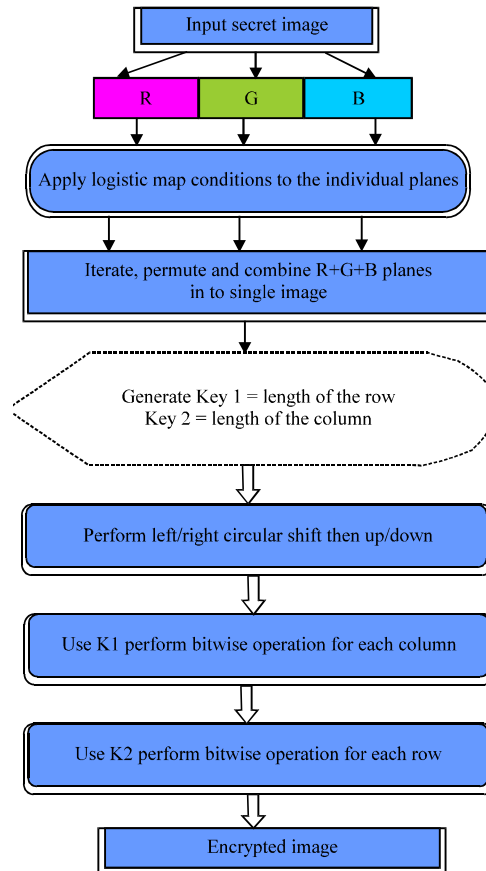 Input secret image
R G B
Apply logistic map conditions to the individual planes
Iterate, permute and combine R+G+B planes
in to single image
Generate Key 1 = length of the row
Key 2 = length of the column
Perform left/right circular shift then up/down
Use K1 perform bitwise operation for each column
Use K2 perform bitwise operation for each row
Encrypted image